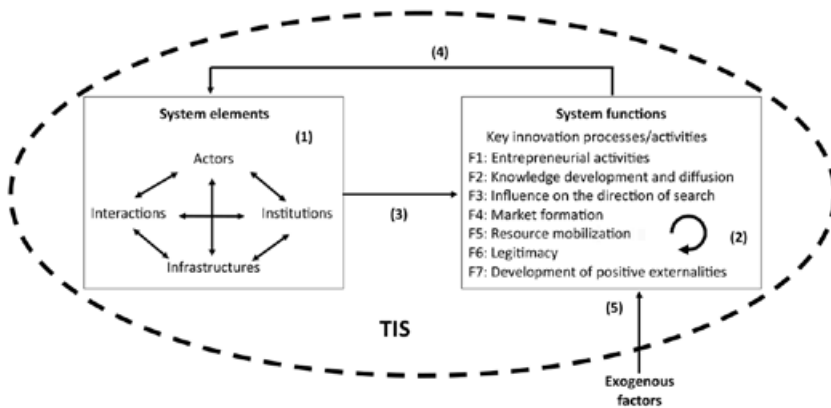 (4)
System elements
(1)
Actors
Interactions
Institutions
Infrastructures
(3)
System functions
Key innovation processes/activities
F1: Entrepreneurial activities
F2: Knowledge development and diffusion
F3: Influence on the direction of search
F4: Market formation
F5: Resource mobilization
F6: Legitimacy
F7: Development of positive externalities
(2)
(5)
TIS
Exogenous
factors